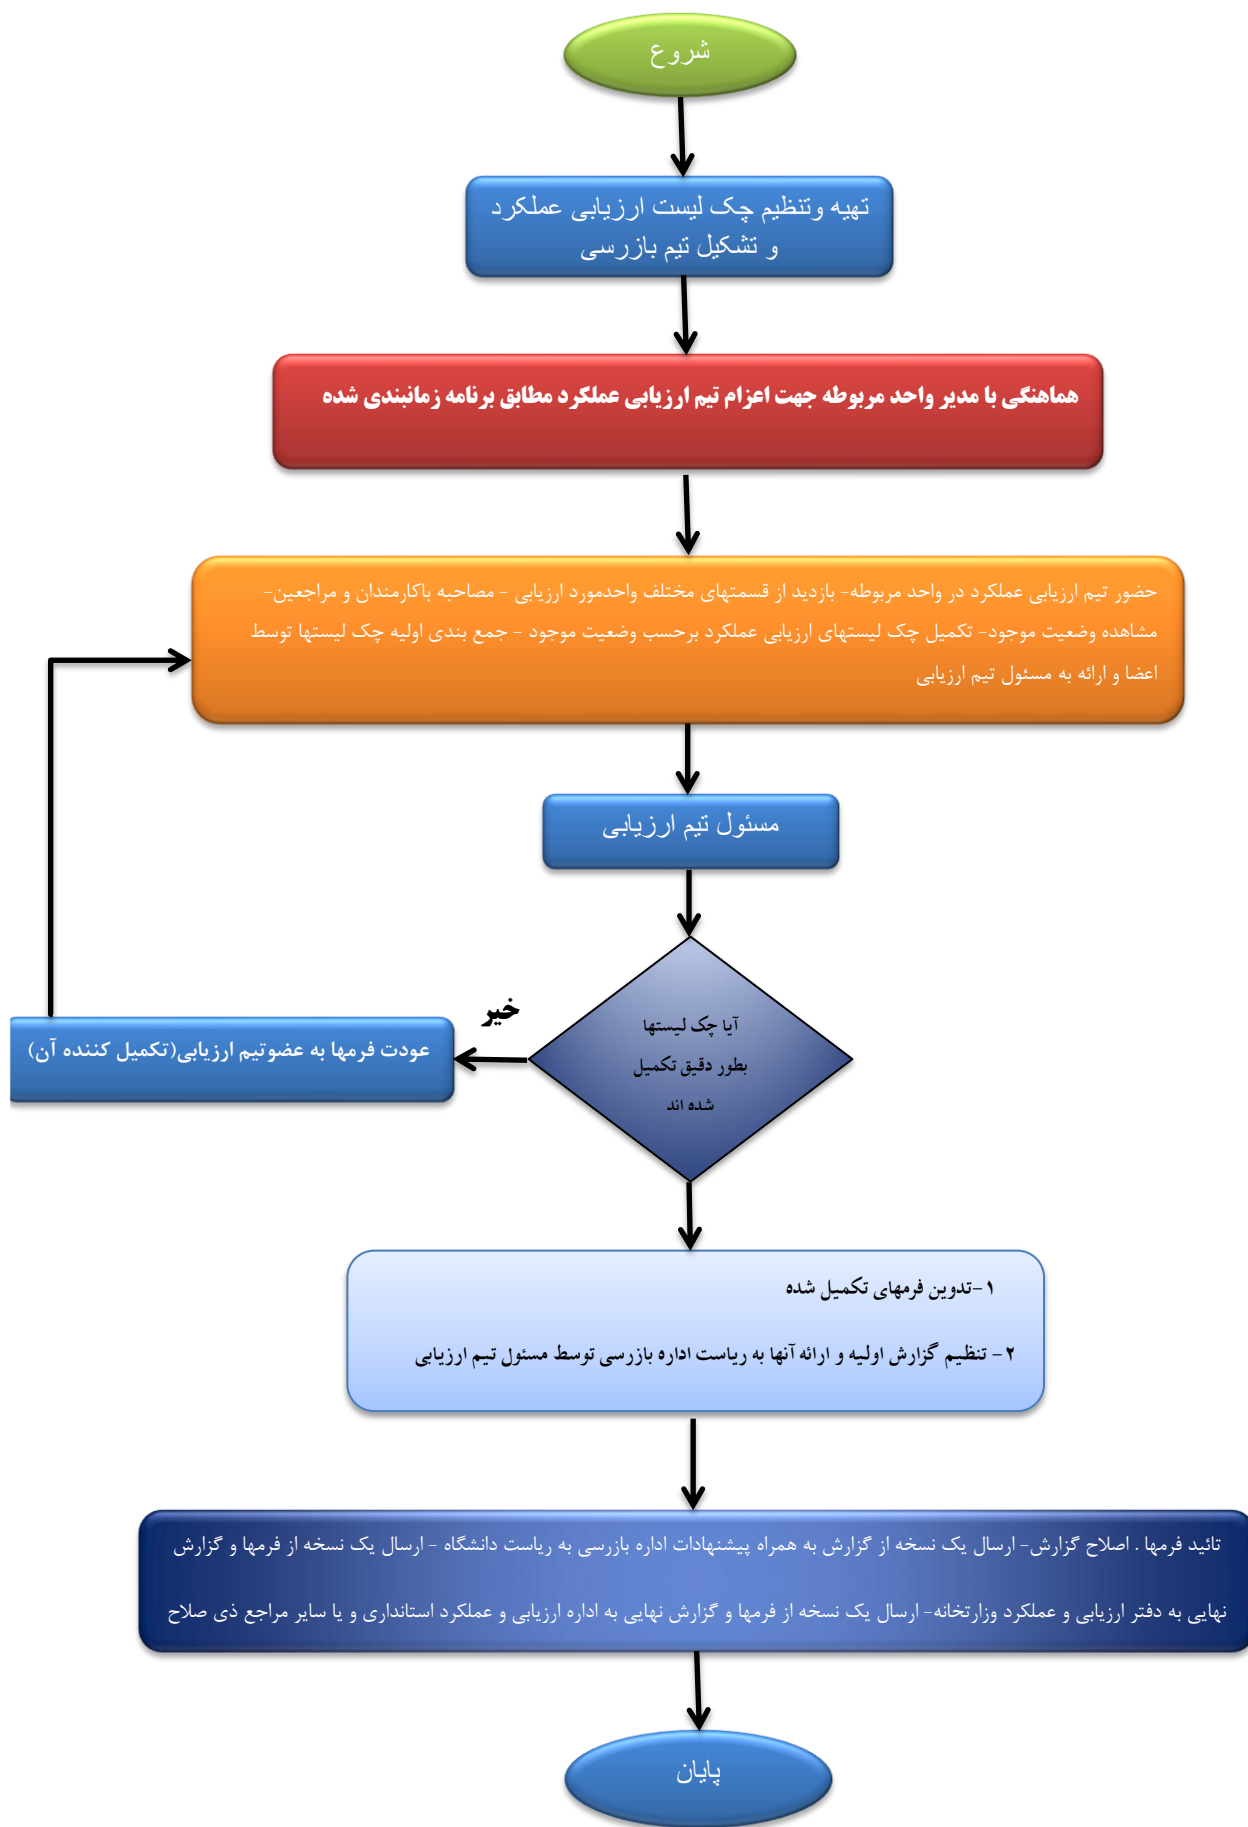 شروع
تهیه وتنظیم چک لیست ارزیابی عملکرد
و تشکیل تیم بازرسی
هماهنگی با مدیر واحد مربوطه جهت اعزام تیم ارزیابی عملکرد مطابق برنامه زمانبندی شده
حضور تیم ارزیابی عملکرد در واحد مربوطه- بازدید از قسمتهای مختلف واحدمورد ارزیابی - مصاحبه باکارمندان و مراجعین-
مشاهده وضعیت موجود- تکمیل چک لیستهای ارزیابی عملکرد برحسب وضعیت موجود - جمع بندی اولیه چک لیستها توسط
اعضا و ارائه به مسئول تیم ارزیابی
مسئول تیم ارزیابی
آیا چک لیستها
بطور دقیق تکمیل
شده اند
خیر
عودت فرمها به عضوتیم ارزیابی(تکمیل کننده آن)
۱-تدوین فرمهای تکمیل شده
۲- تنظیم گزارش اولیه و ارائه آنها به ریاست اداره بازرسی توسط مسئول تیم ارزیابی
تائید فرمها . اصلاح گزارش- ارسال یک نسخه از گزارش به همراه پیشنهادات اداره بازرسی به ریاست دانشگاه - ارسال یک نسخه از فرمها و گزارش
نهایی به دفتر ارزیابی و عملکرد وزارتخانه- ارسال یک نسخه از فرمها و گزارش نهایی به اداره ارزیابی و عملکرد استانداری و یا سایر مراجع ذی صلاح
پایان